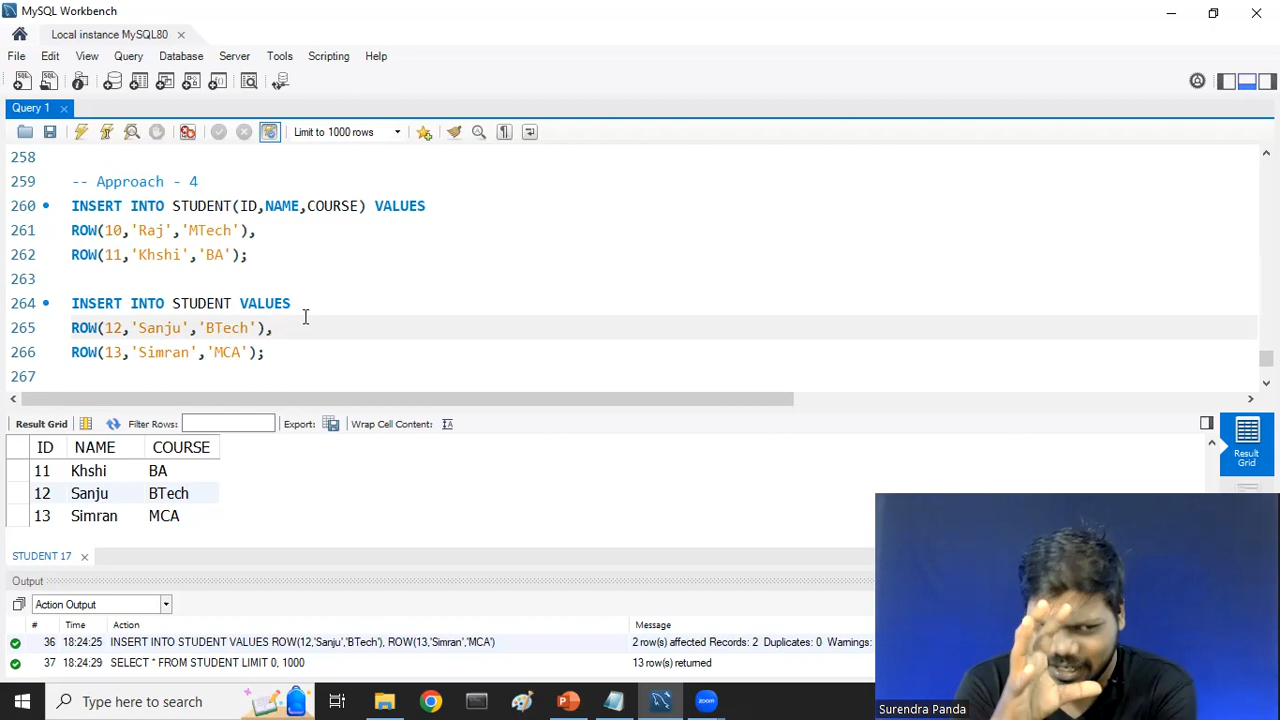 MySQL Workbench
Local instance MySQL80
File Edit View Query Database Server Tools Scripting Help
Query 1
Limit to 1000 rows
258
259 -- Approach - 4
260 INSERT INTO STUDENT(ID,NAME,COURSE) VALUES
261 ROW(10,'Raj','MTech'),
262 ROW(11,'Khshi','BA');
263
264 INSERT INTO STUDENT VALUES
265 ROW(12,'Sanju','BTech'),
266 ROW(13,'Simran','MCA');
267
Result Grid Filter Rows: Export: Wrap Cell Content:
ID NAME COURSE
11 Khshi BA
12 Sanju BTech
13 Simran MCA
Result
Grid
STUDENT 17
Output
Action Output
# Time Action Message
36 18:24:25 INSERT INTO STUDENT VALUES ROW(12,'Sanju','BTech'), ROW(13,'Simran','MCA') 2 row(s) affected Records: 2 Duplicates: 0 Warnings:
37 18:24:29 SELECT * FROM STUDENT LIMIT 0, 1000 13 row(s) returned
Surendra Panda
Type here to search
zoom